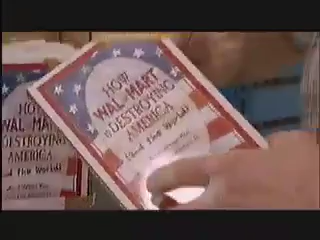 HOW
WAL MART
IS DESTROYING
AMERICA
And The World
HOW
WAL MART
DESTROYING
AMERICA
And The World